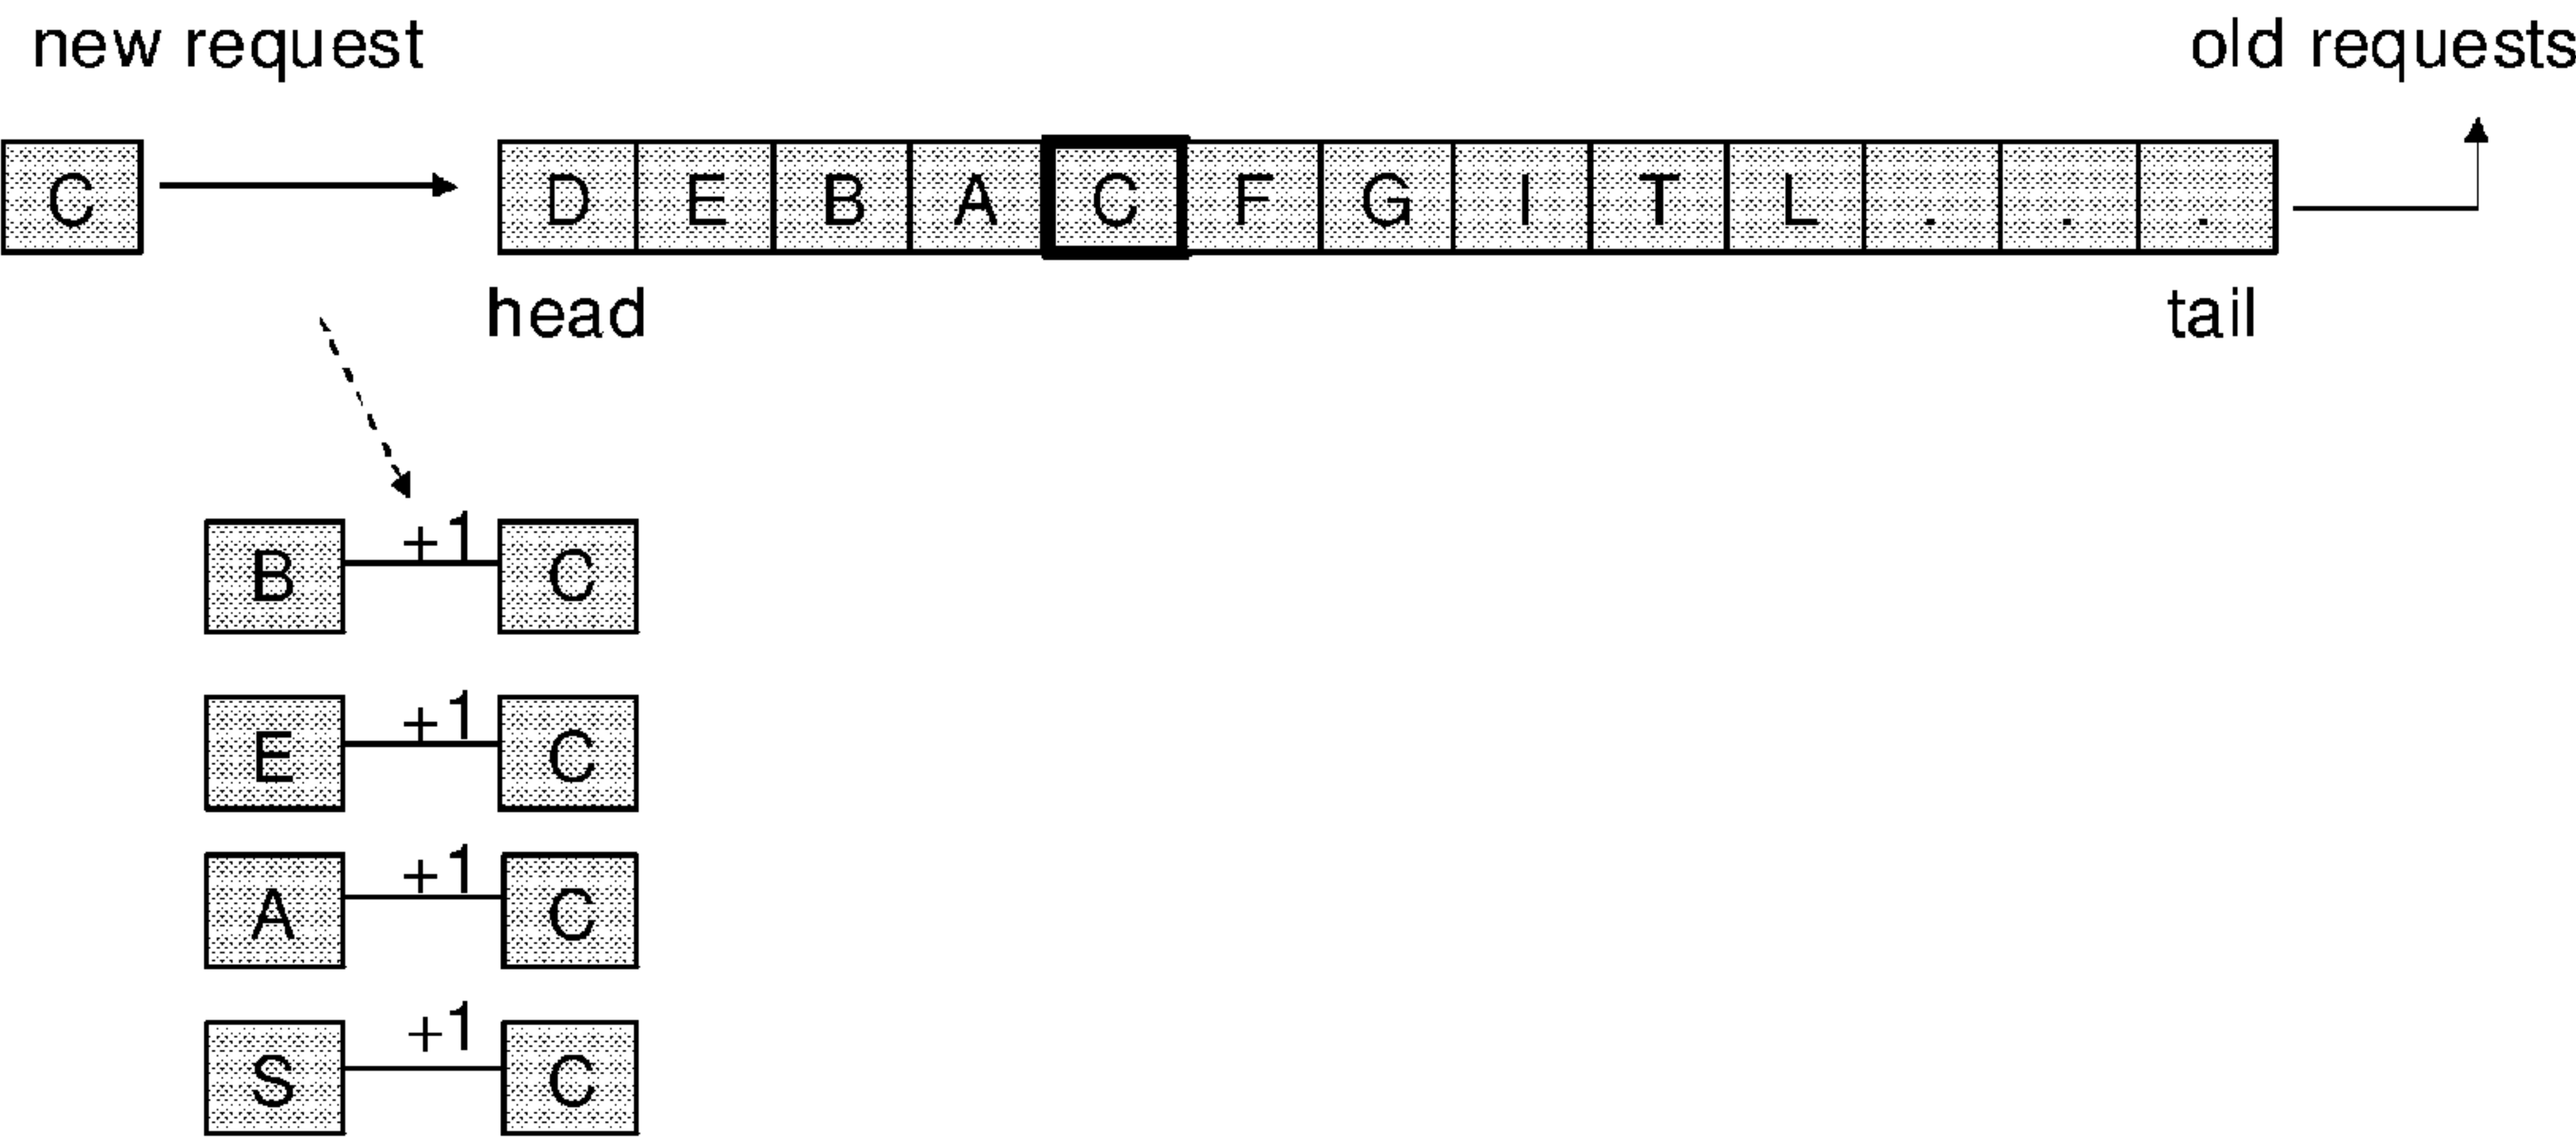 new request old requests
C D E B A C F G I T L . . .
head tail
B +1 C
E +1 C
A +1 C
S +1 C